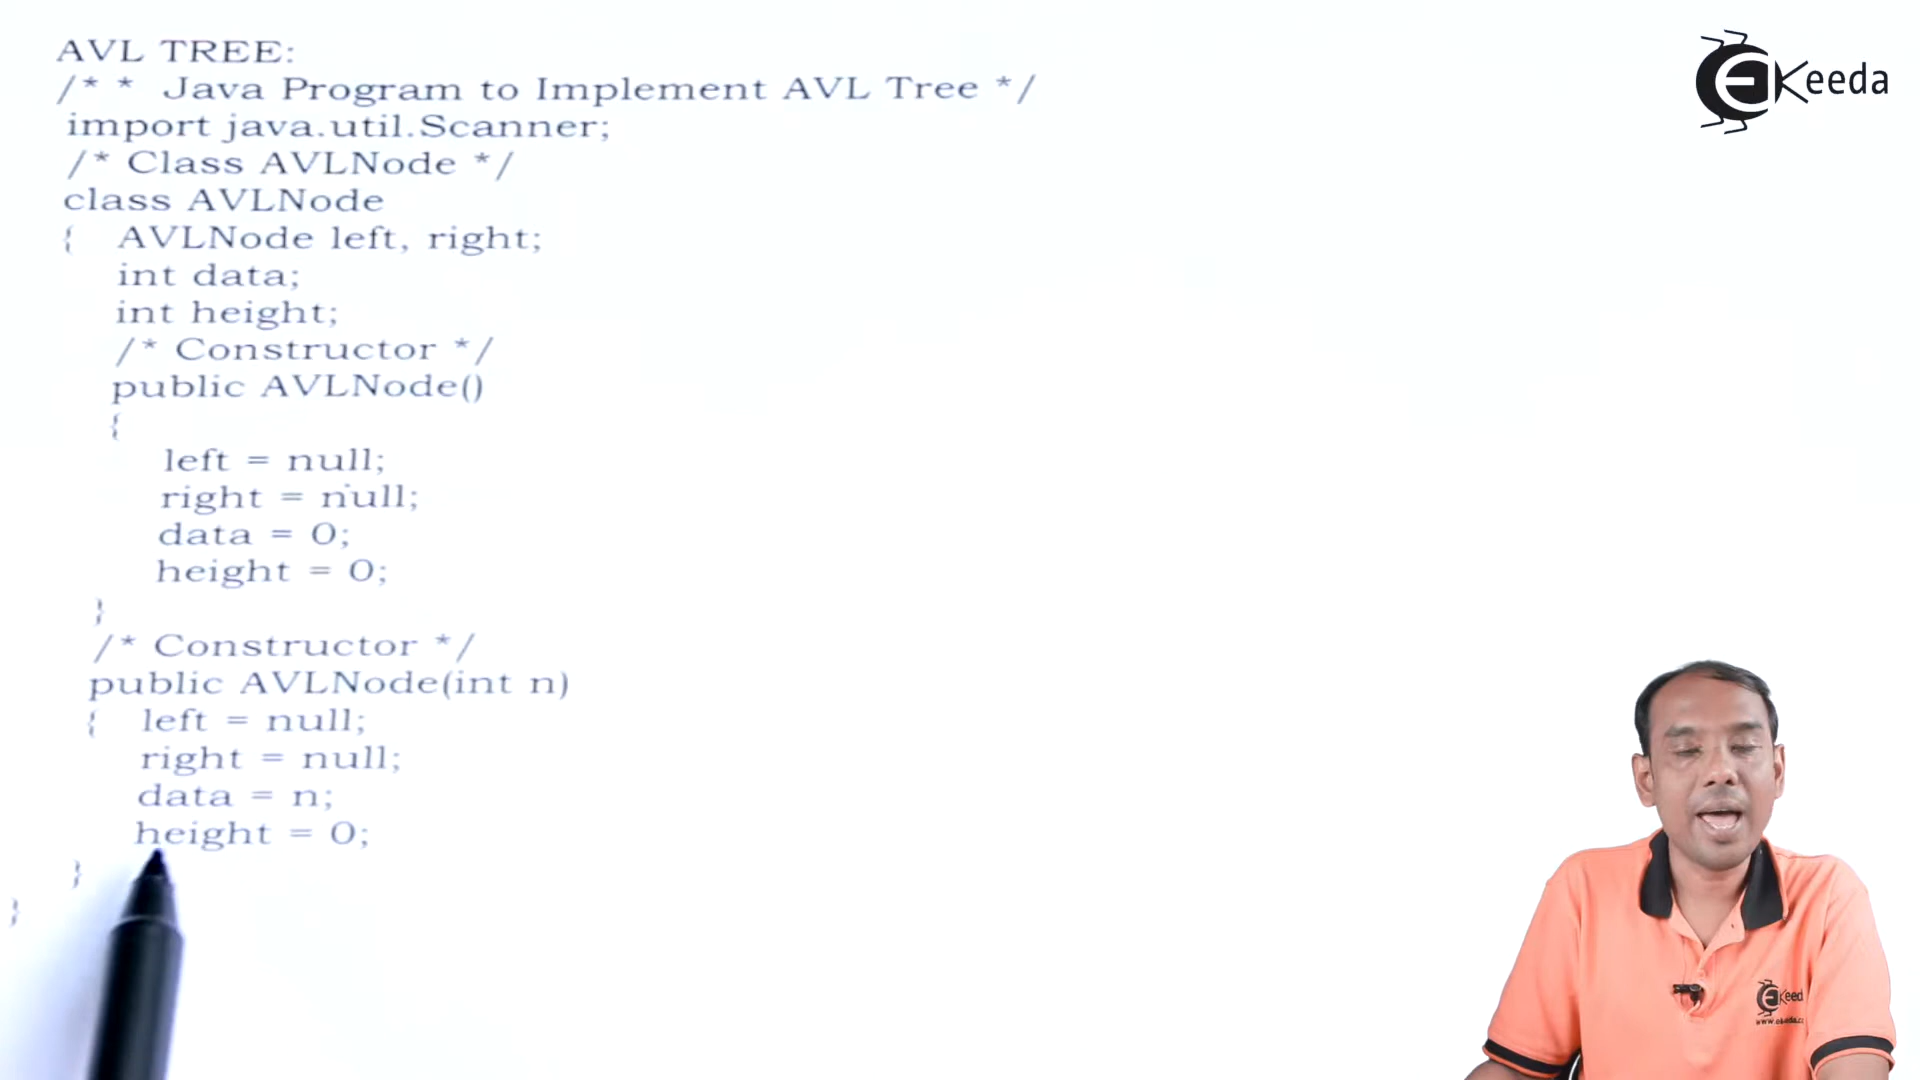 AVL TREE:
/* * Java Program to Implement AVL Tree */
import java.util.Scanner;
/* Class AVLNode */
class AVLNode
{ AVLNode left, right;
int data;
int height;
/* Constructor */
public AVLNode()
{
left = null;
right = null;
data = 0;
height = 0;
}
/* Constructor */
public AVLNode(int n)
{ left = null;
right = null;
data = n;
height = 0;
}
}
EKeeda
EKeed